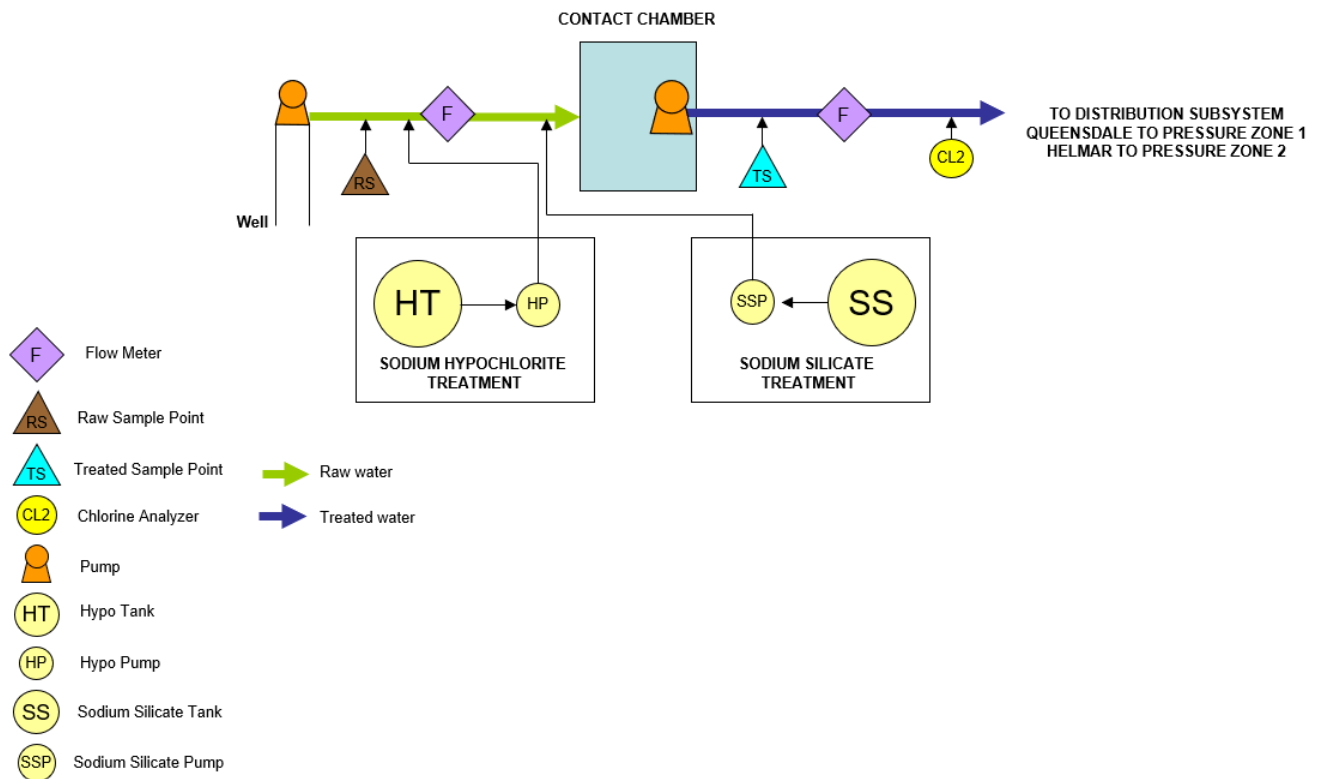 CONTACT CHAMBER
F
F
TO DISTRIBUTION SUBSYSTEM
QUEENSDALE TO PRESSURE ZONE 1
HELMAR TO PRESSURE ZONE 2
RS
TS
CL2
Well
HT
HP
SSP
SS
SODIUM HYPOCHLORITE
TREATMENT
SODIUM SILICATE
TREATMENT
F Flow Meter
RS Raw Sample Point
TS Treated Sample Point
Raw water
CL2 Chlorine Analyzer
Treated water
Pump
HT Hypo Tank
HP Hypo Pump
SS Sodium Silicate Tank
SSP Sodium Silicate Pump